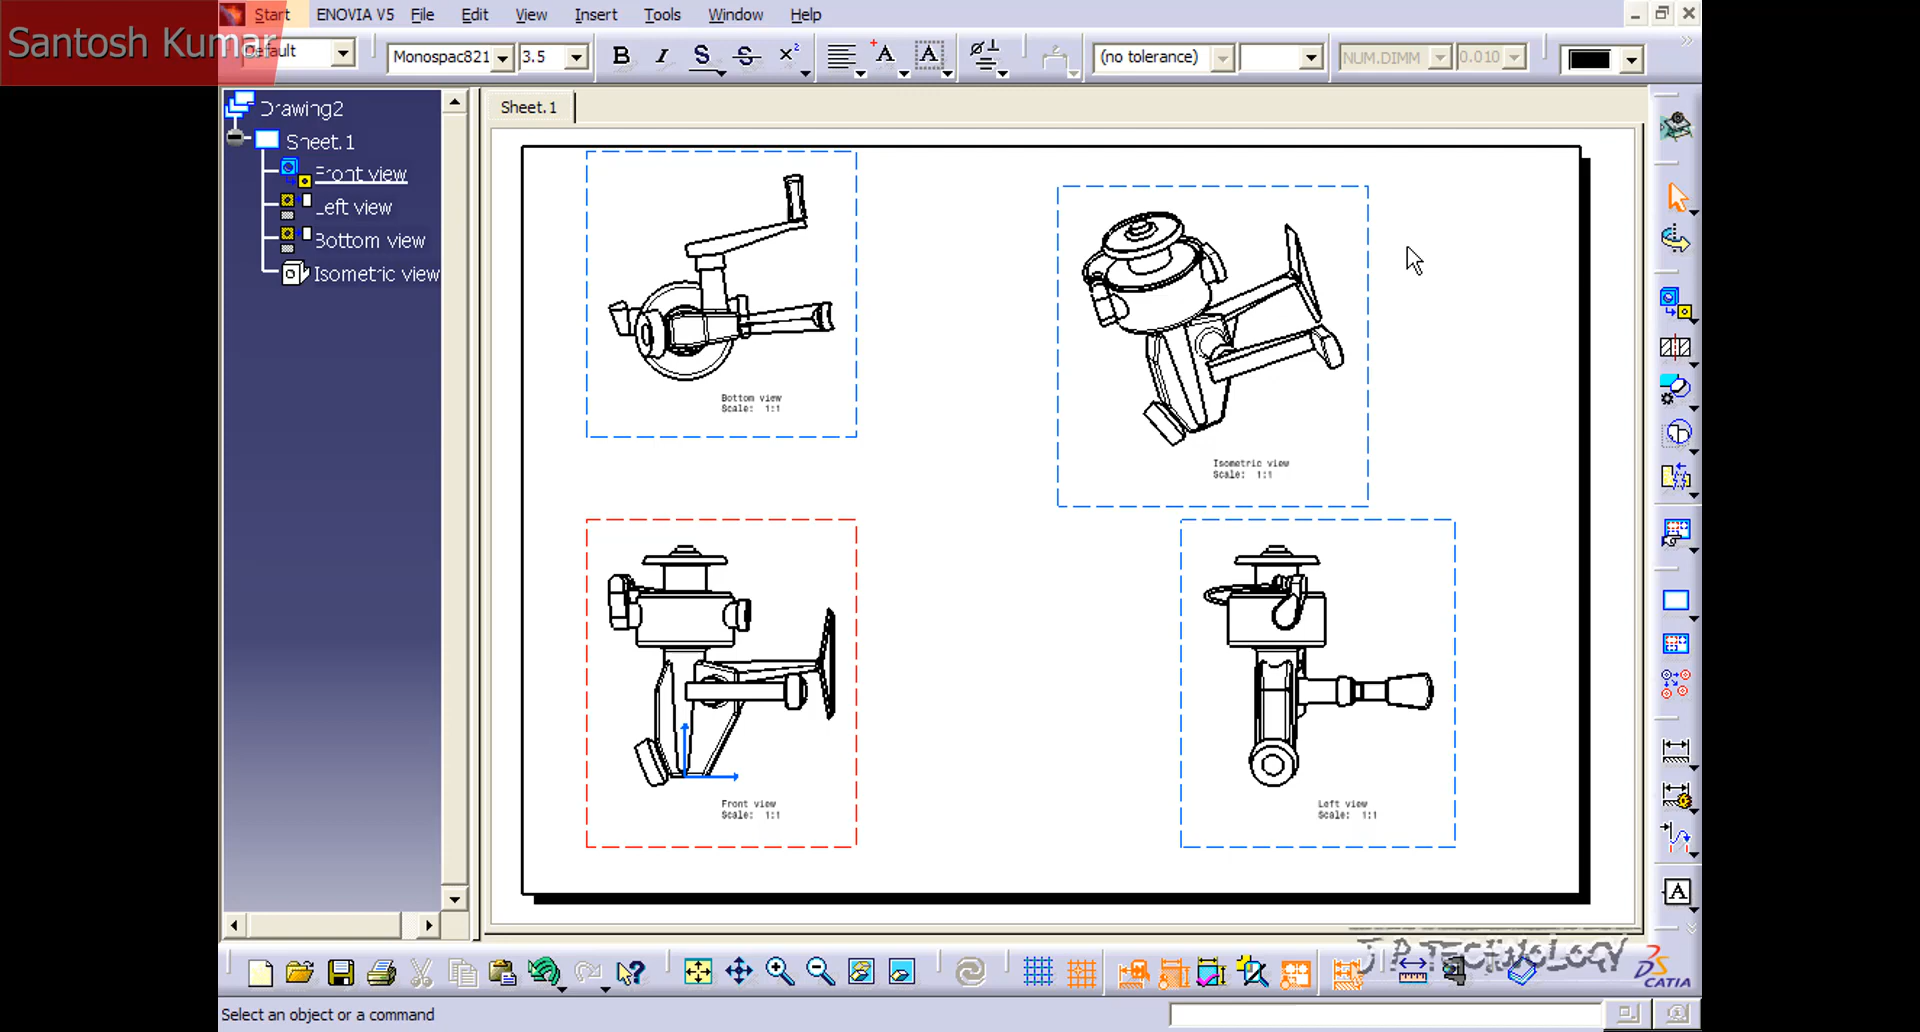 Santosh Kumar
Start ENOVIA V5 File Edit View Insert Tools Window Help
Default Monospac821 3.5 B I S S x² A A (no tolerance) NUM.DIMM 0.010
Drawing2
Sheet.1
Front view
Left view
Bottom view
Isometric view
Sheet.1
Bottom view
Scale: 1:1
Isometric view
Scale: 1:1
Front view
Scale: 1:1
Left view
Scale: 1:1
A
JP TECHNOLOGY
CATIA
Select an object or a command